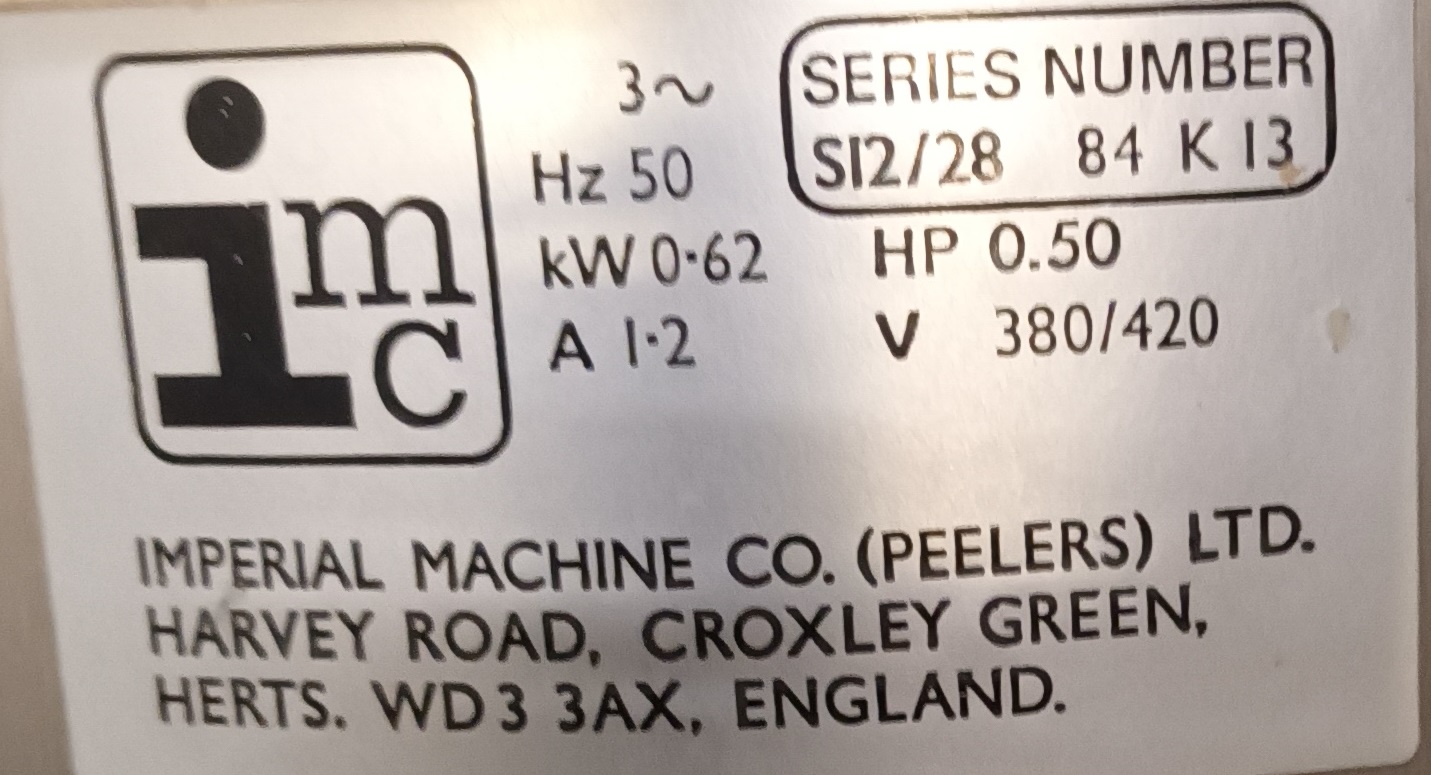 imc
3~
SERIES NUMBER
S12/28 84 K 13
Hz 50
kW 0·62 HP 0.50
A 1·2 V 380/420
IMPERIAL MACHINE CO. (PEELERS) LTD.
HARVEY ROAD, CROXLEY GREEN,
HERTS. WD3 3AX, ENGLAND.